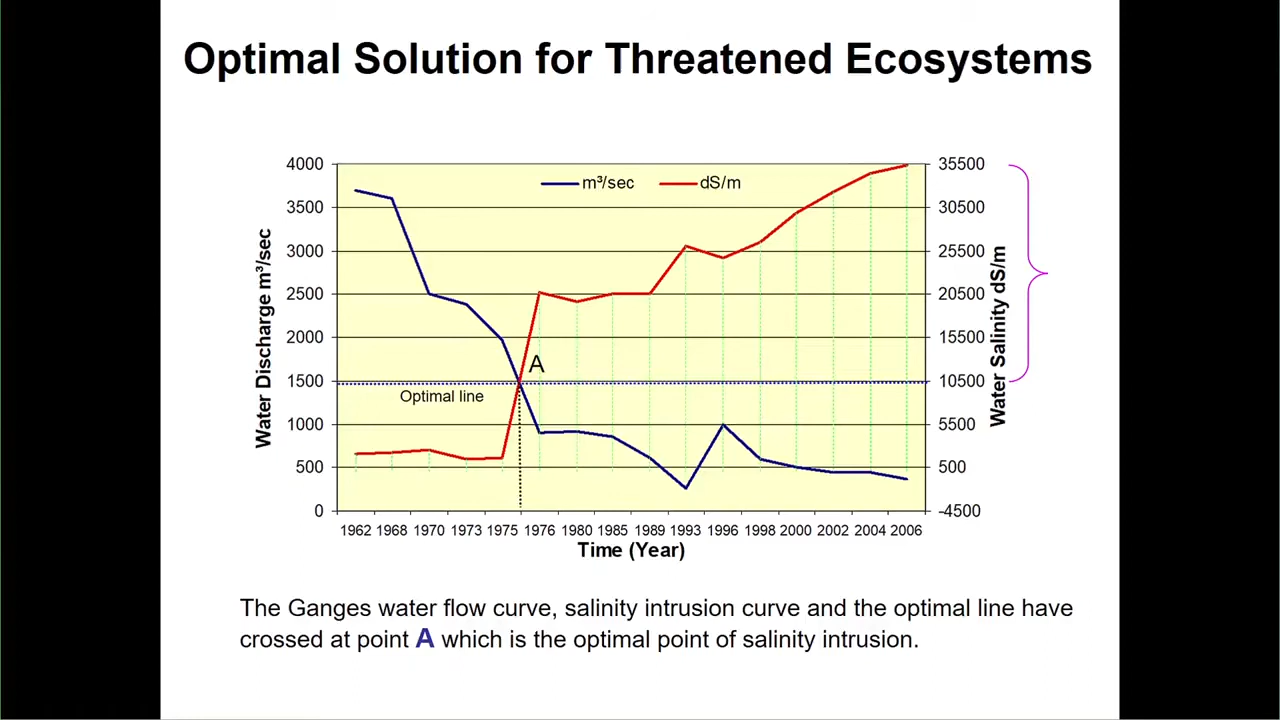 Optimal Solution for Threatened Ecosystems
m³/sec
dS/m
Water Discharge m³/sec
4000
3500
3000
2500
2000
1500
1000
500
0
35500
30500
25500
20500
15500
10500
5500
500
-4500
Water Salinity dS/m
A
Optimal line
1962 1968 1970 1973 1975 1976 1980 1985 1989 1993 1996 1998 2000 2002 2004 2006
Time (Year)
The Ganges water flow curve, salinity intrusion curve and the optimal line have
crossed at point A which is the optimal point of salinity intrusion.